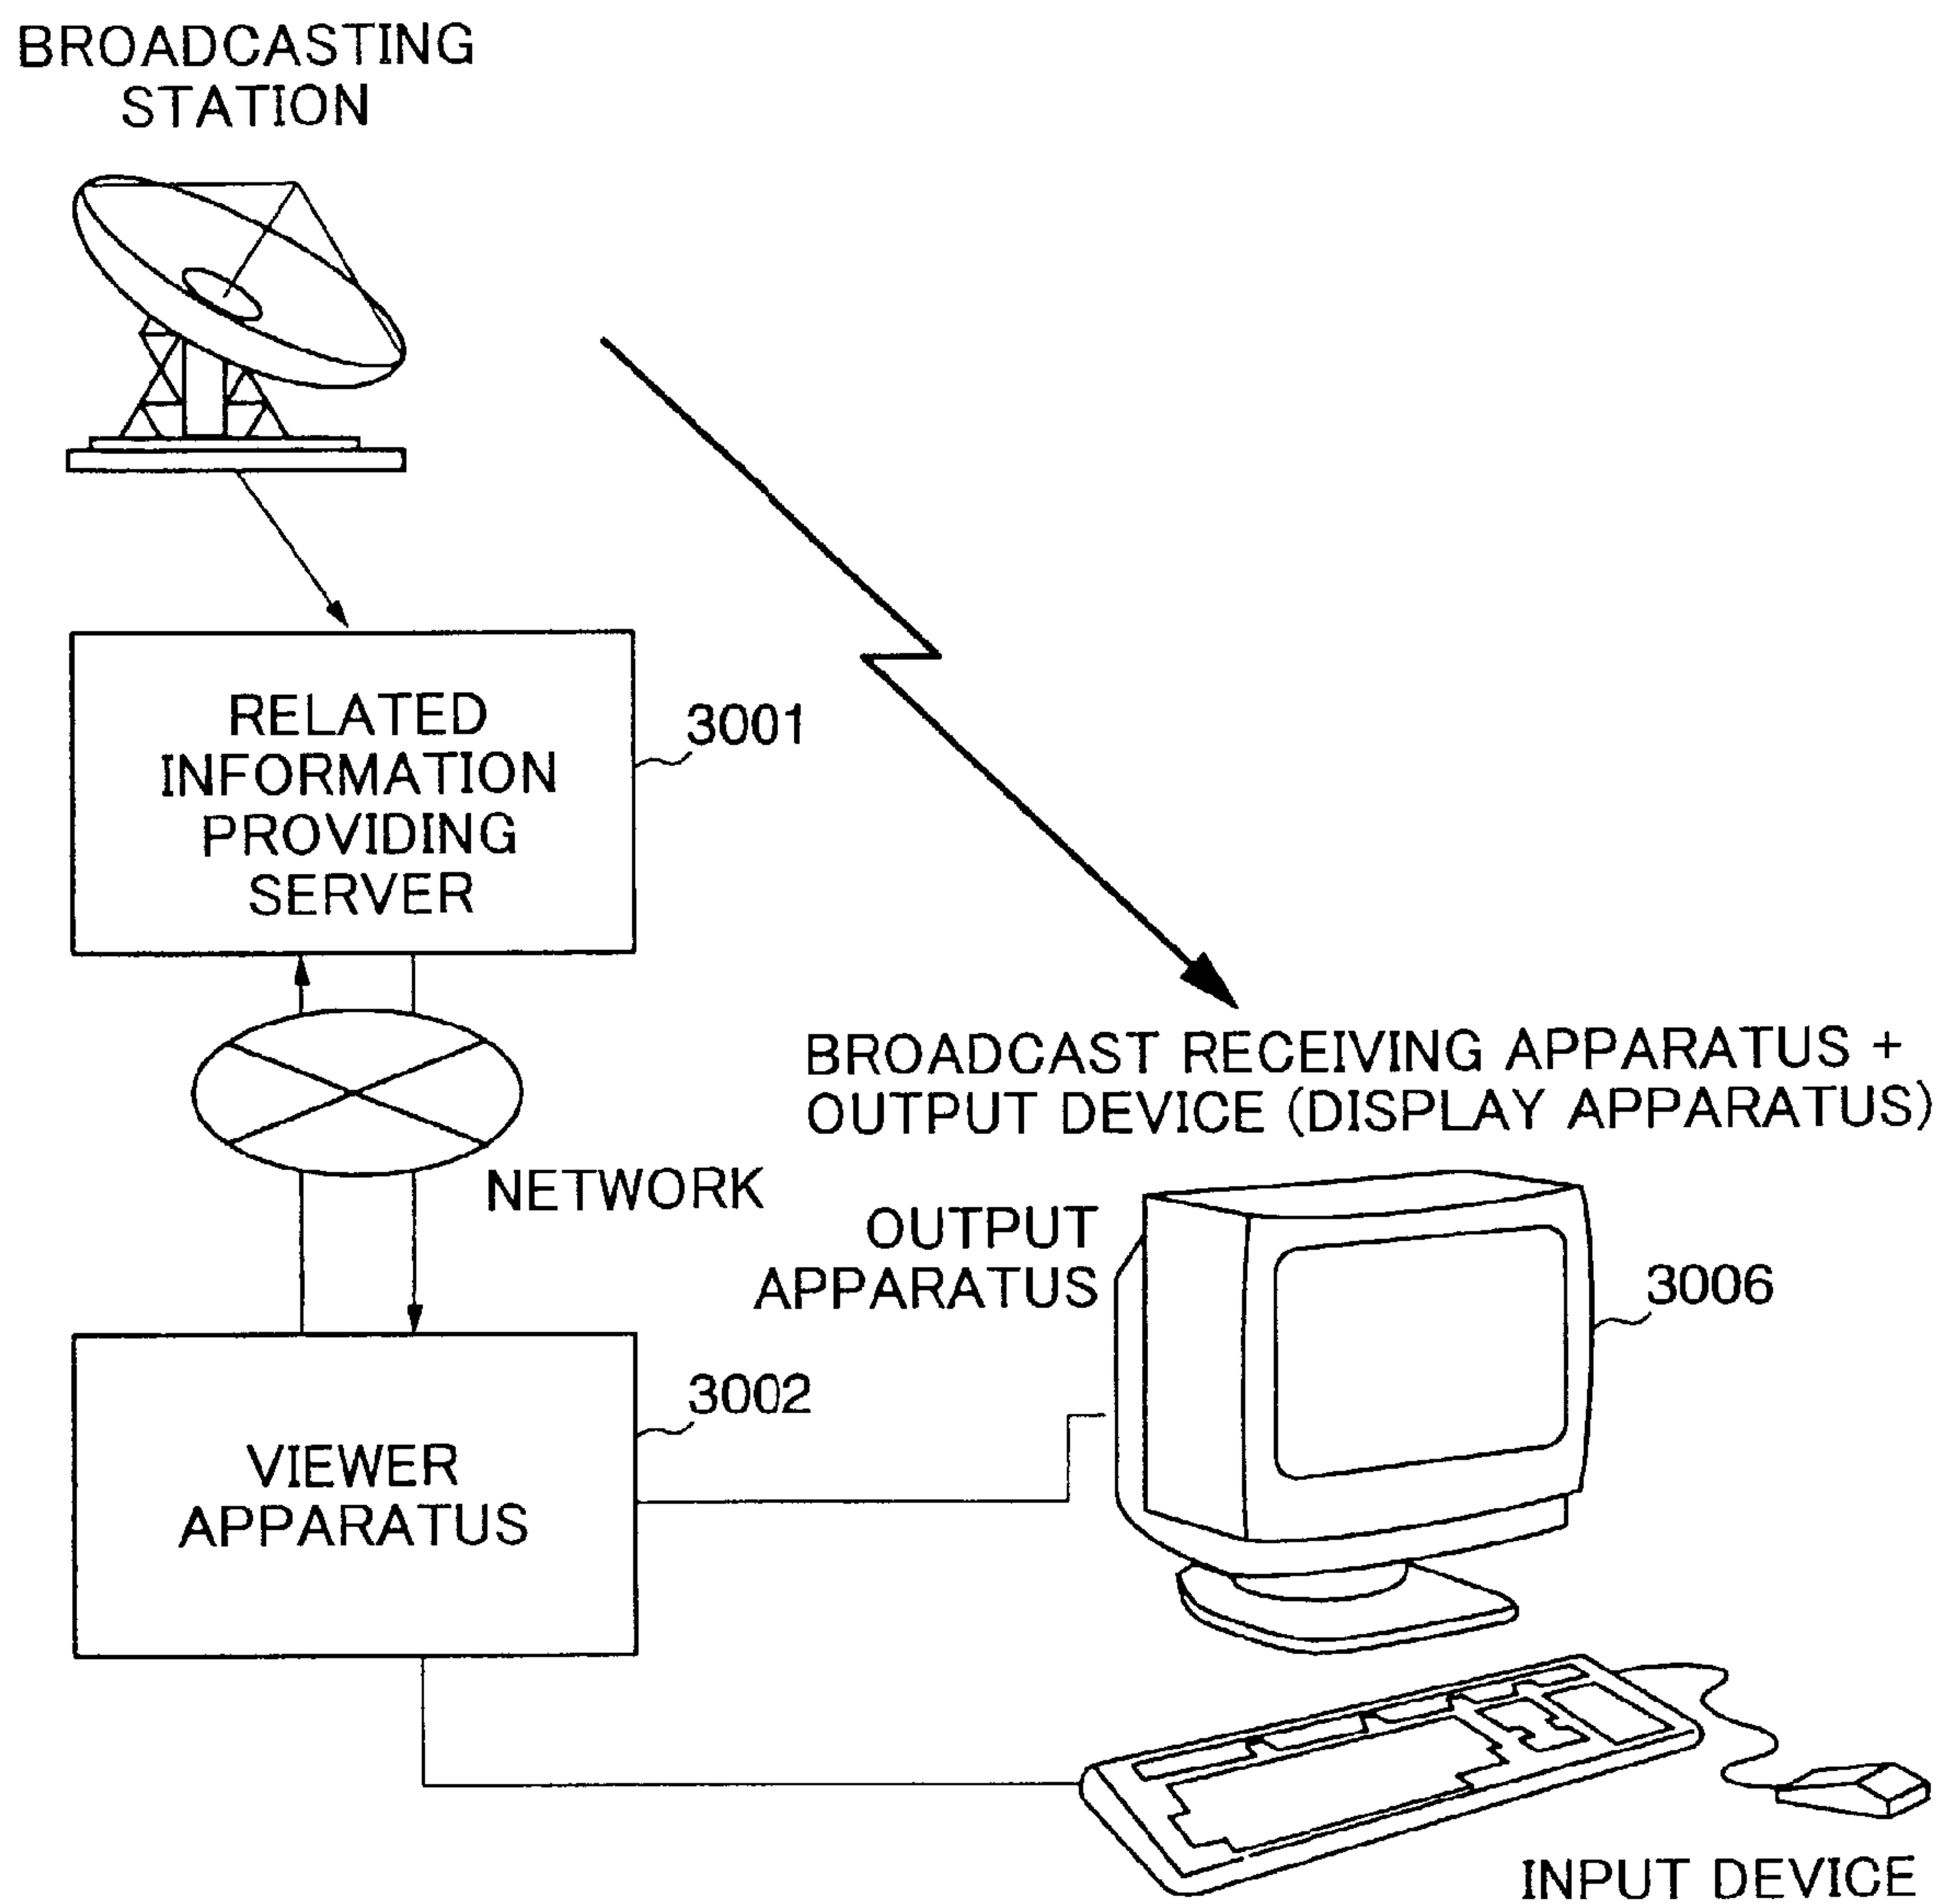 BROADCASTING
STATION
RELATED
INFORMATION
PROVIDING
SERVER
3001
NETWORK
BROADCAST RECEIVING APPARATUS +
OUTPUT DEVICE (DISPLAY APPARATUS)
OUTPUT
APPARATUS
3006
3002
VIEWER
APPARATUS
INPUT DEVICE